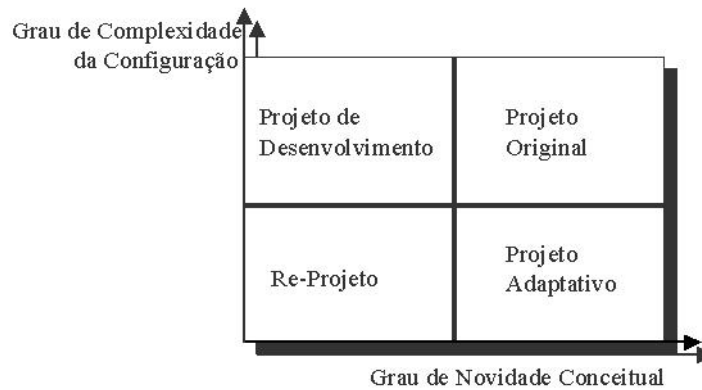 Grau de Complexidade
da Configuração
Projeto de
Desenvolvimento
Projeto
Original
Re-Projeto
Projeto
Adaptativo
Grau de Novidade Conceitual